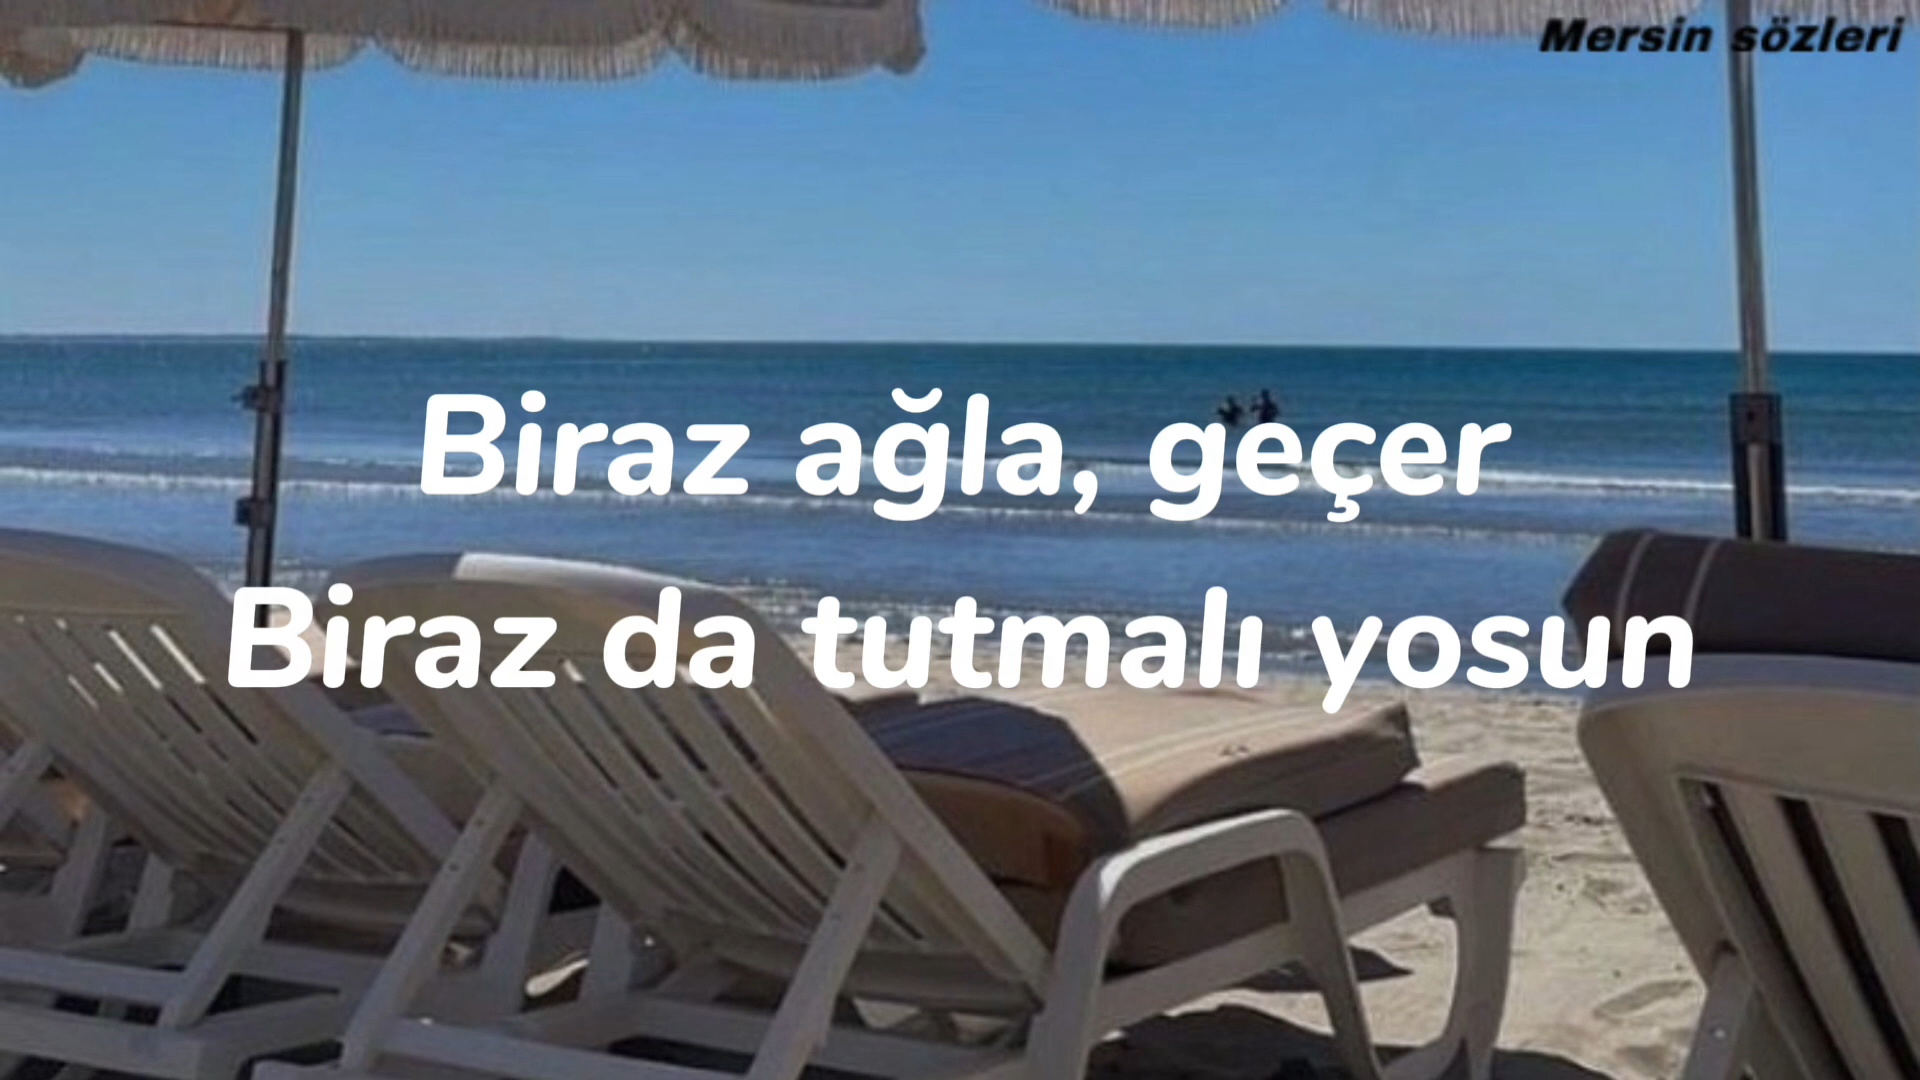 Mersin sözleri
Biraz ağla, geçer
Biraz da tutmalı yosun